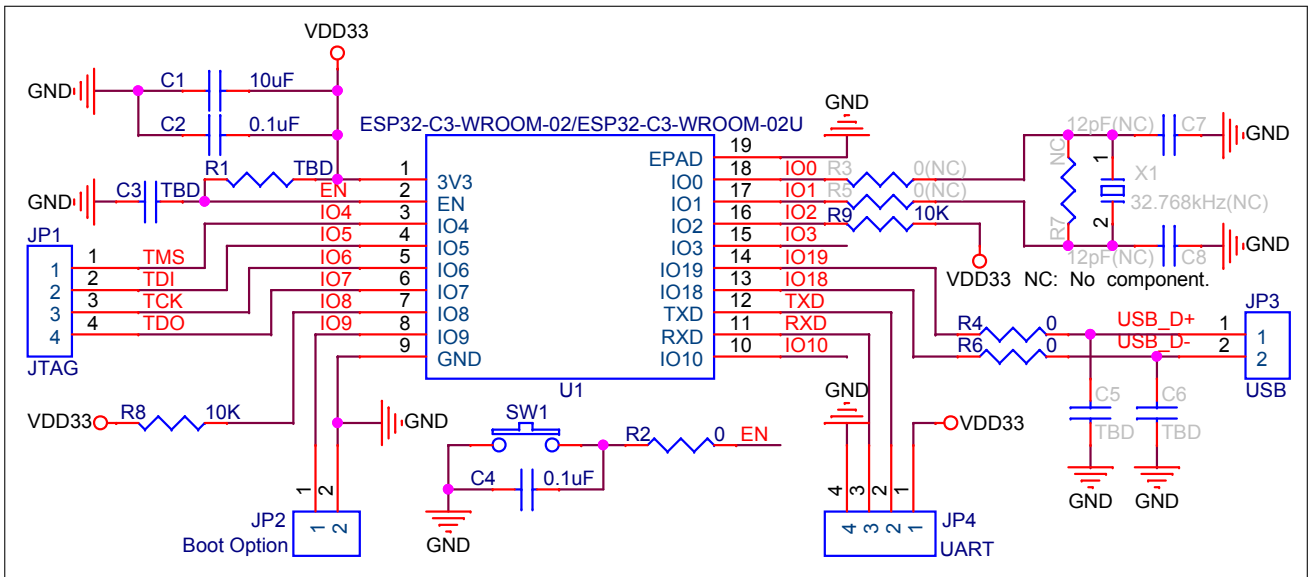 VDD33
GND
C1 10uF
C2 0.1uF
ESP32-C3-WROOM-02/ESP32-C3-WROOM-02U
GND
12pF(NC) C7 GND
R1 TBD
C3 TBD
GND
EN
1 3V3
2 EN
IO4 3 IO4
IO5 4 IO5
IO6 5 IO6
IO7 6 IO7
IO8 7 IO8
IO9 8 IO9
9 GND
U1
EPAD 19
IO0 18 IO0 R3 0(NC)
IO1 17 IO1 R5 0(NC)
IO2 16 IO2 R9 10K
IO3 15 IO3
IO19 14 IO19
IO18 13 IO18
TXD 12 TXD
RXD 11 RXD
IO10 10 IO10
NC
R7
1
X1
32.768kHz(NC)
2
12pF(NC) C8 GND
VDD33 NC: No component.
JP1
1 1 TMS
2 2 TDI
3 3 TCK
4 4 TDO
JTAG
JP3
R4 0 USB_D+ 1 1
R6 0 USB_D- 2 2
USB
C5 TBD
C6 TBD
GND GND
VDD33 R8 10K
GND
1 2
1 2
JP2
Boot Option
SW1
R2 0 EN
C4 0.1uF
GND
GND
VDD33
4 3 2 1
4 3 2 1
JP4
UART